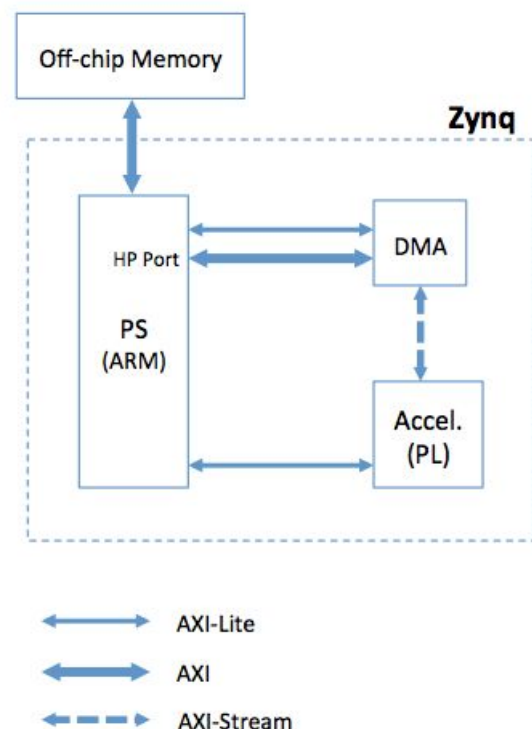 Off-chip Memory
Zynq
HP Port
DMA
PS
(ARM)
Accel.
(PL)
AXI-Lite
AXI
AXI-Stream